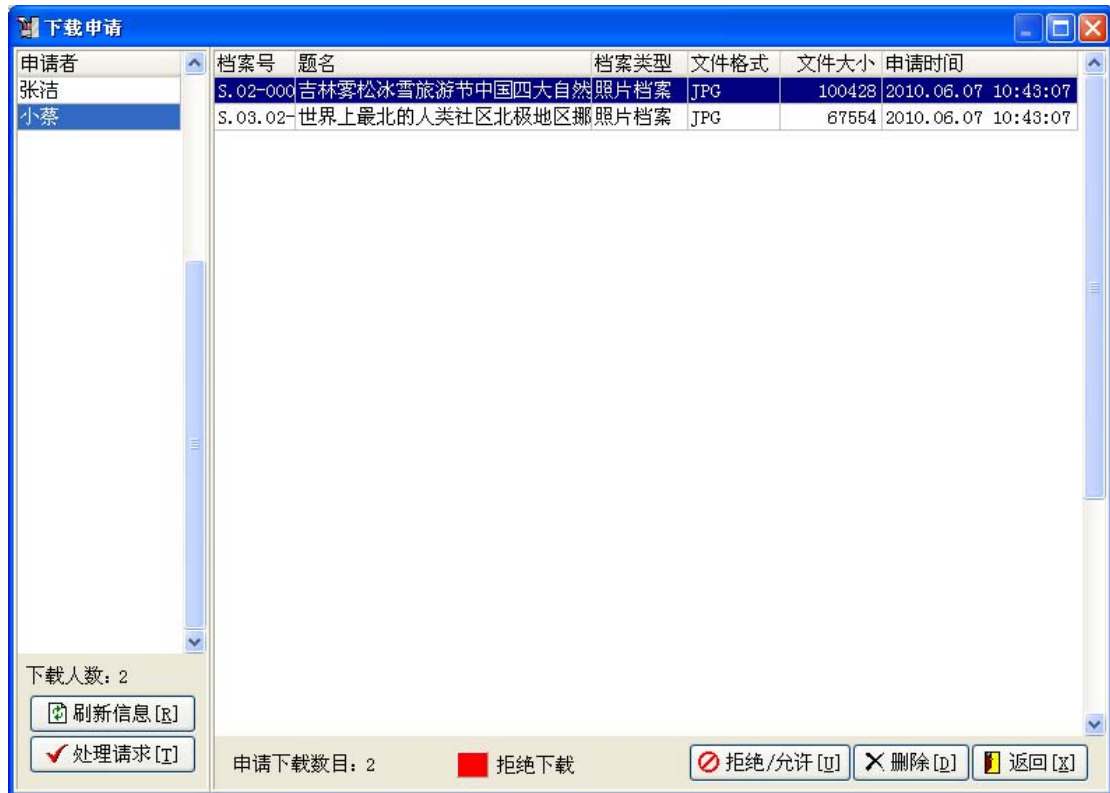 下载申请
申请者
张洁
小蔡
下载人数: 2
刷新信息[R]
处理请求[T]
档案号 题名 档案类型 文件格式 文件大小 申请时间
S.02-000 吉林雾松冰雪旅游节中国四大自然 照片档案 JPG 100428 2010.06.07 10:43:07
S.03.02- 世界上最北的人类社区北极地区挪 照片档案 JPG 67554 2010.06.07 10:43:07
申请下载数目: 2 拒绝下载 拒绝/允许[U] 删除[D] 返回[X]